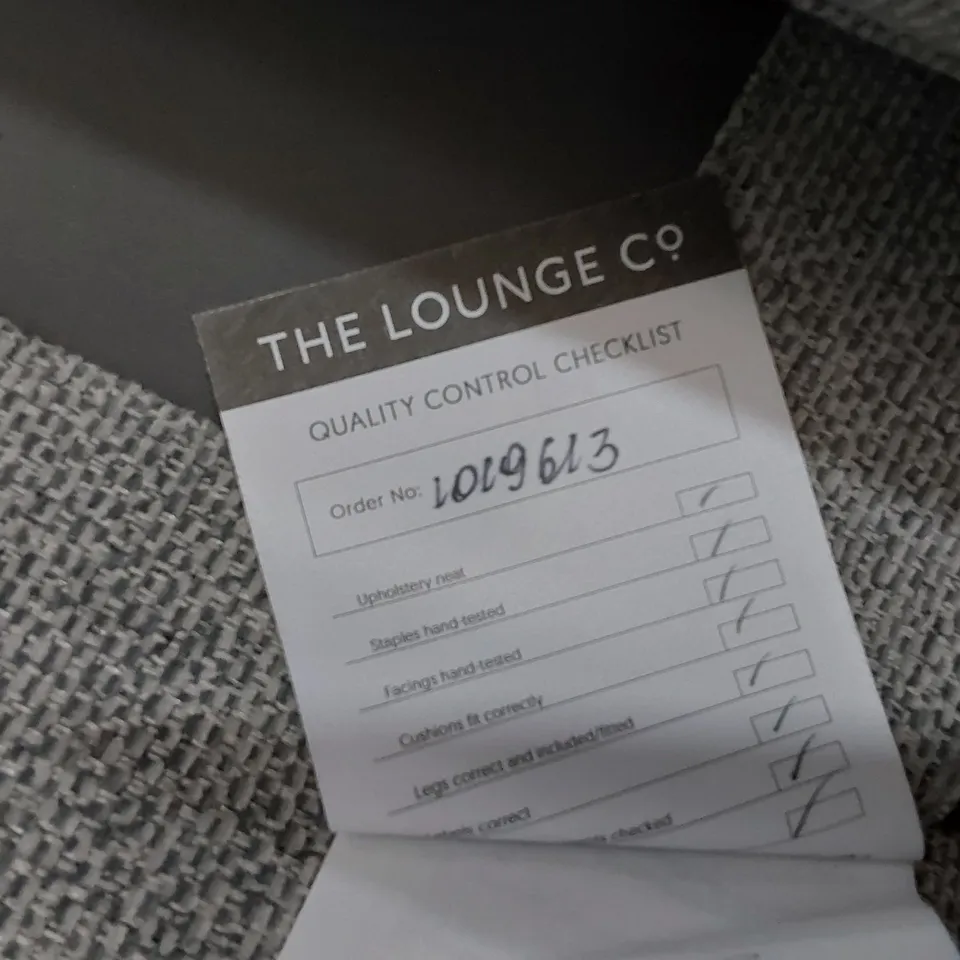 THE LOUNGE Cº
QUALITY CONTROL CHECKLIST
Order No: 1019613
Upholstery neat
Staples hand tested
Facings hand tested
Cushions fit correctly
Legs correct and included/fitted
correct
checked